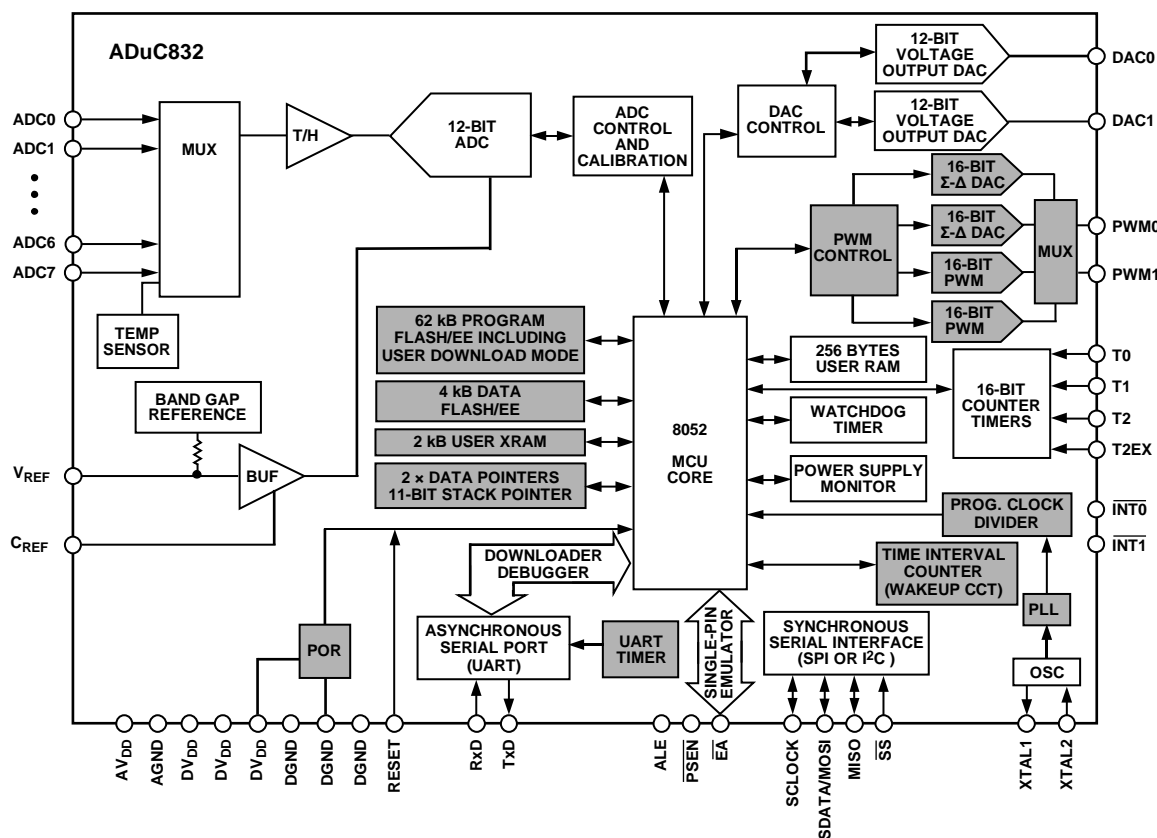 ADuC832
ADC0
ADC1
ADC6
ADC7
MUX
T/H
12-BIT
ADC
ADC
CONTROL
AND
CALIBRATION
DAC
CONTROL
12-BIT
VOLTAGE
OUTPUT DAC
12-BIT
VOLTAGE
OUTPUT DAC
DAC0
DAC1
16-BIT
Σ-Δ DAC
16-BIT
Σ-Δ DAC
16-BIT
PWM
16-BIT
PWM
PWM
CONTROL
MUX
PWM0
PWM1
TEMP
SENSOR
BAND GAP
REFERENCE
VREF
BUF
CREF
62 kB PROGRAM
FLASH/EE INCLUDING
USER DOWNLOAD MODE
4 kB DATA
FLASH/EE
2 kB USER XRAM
2 × DATA POINTERS
11-BIT STACK POINTER
8052
MCU
CORE
256 BYTES
USER RAM
WATCHDOG
TIMER
POWER SUPPLY
MONITOR
16-BIT
COUNTER
TIMERS
T0
T1
T2
T2EX
INT0
INT1
PROG. CLOCK
DIVIDER
TIME INTERVAL
COUNTER
(WAKEUP CCT)
PLL
OSC
DOWNLOADER
DEBUGGER
POR
ASYNCHRONOUS
SERIAL PORT
(UART)
UART
TIMER
SINGLE-PIN
EMULATOR
SYNCHRONOUS
SERIAL INTERFACE
(SPI OR I²C )
AVDD
AGND
DVDD
DVDD
DVDD
DGND
DGND
DGND
RESET
RxD
TxD
ALE
PSEN
EA
SCLOCK
SDATA/MOSI
MISO
SS
XTAL1
XTAL2